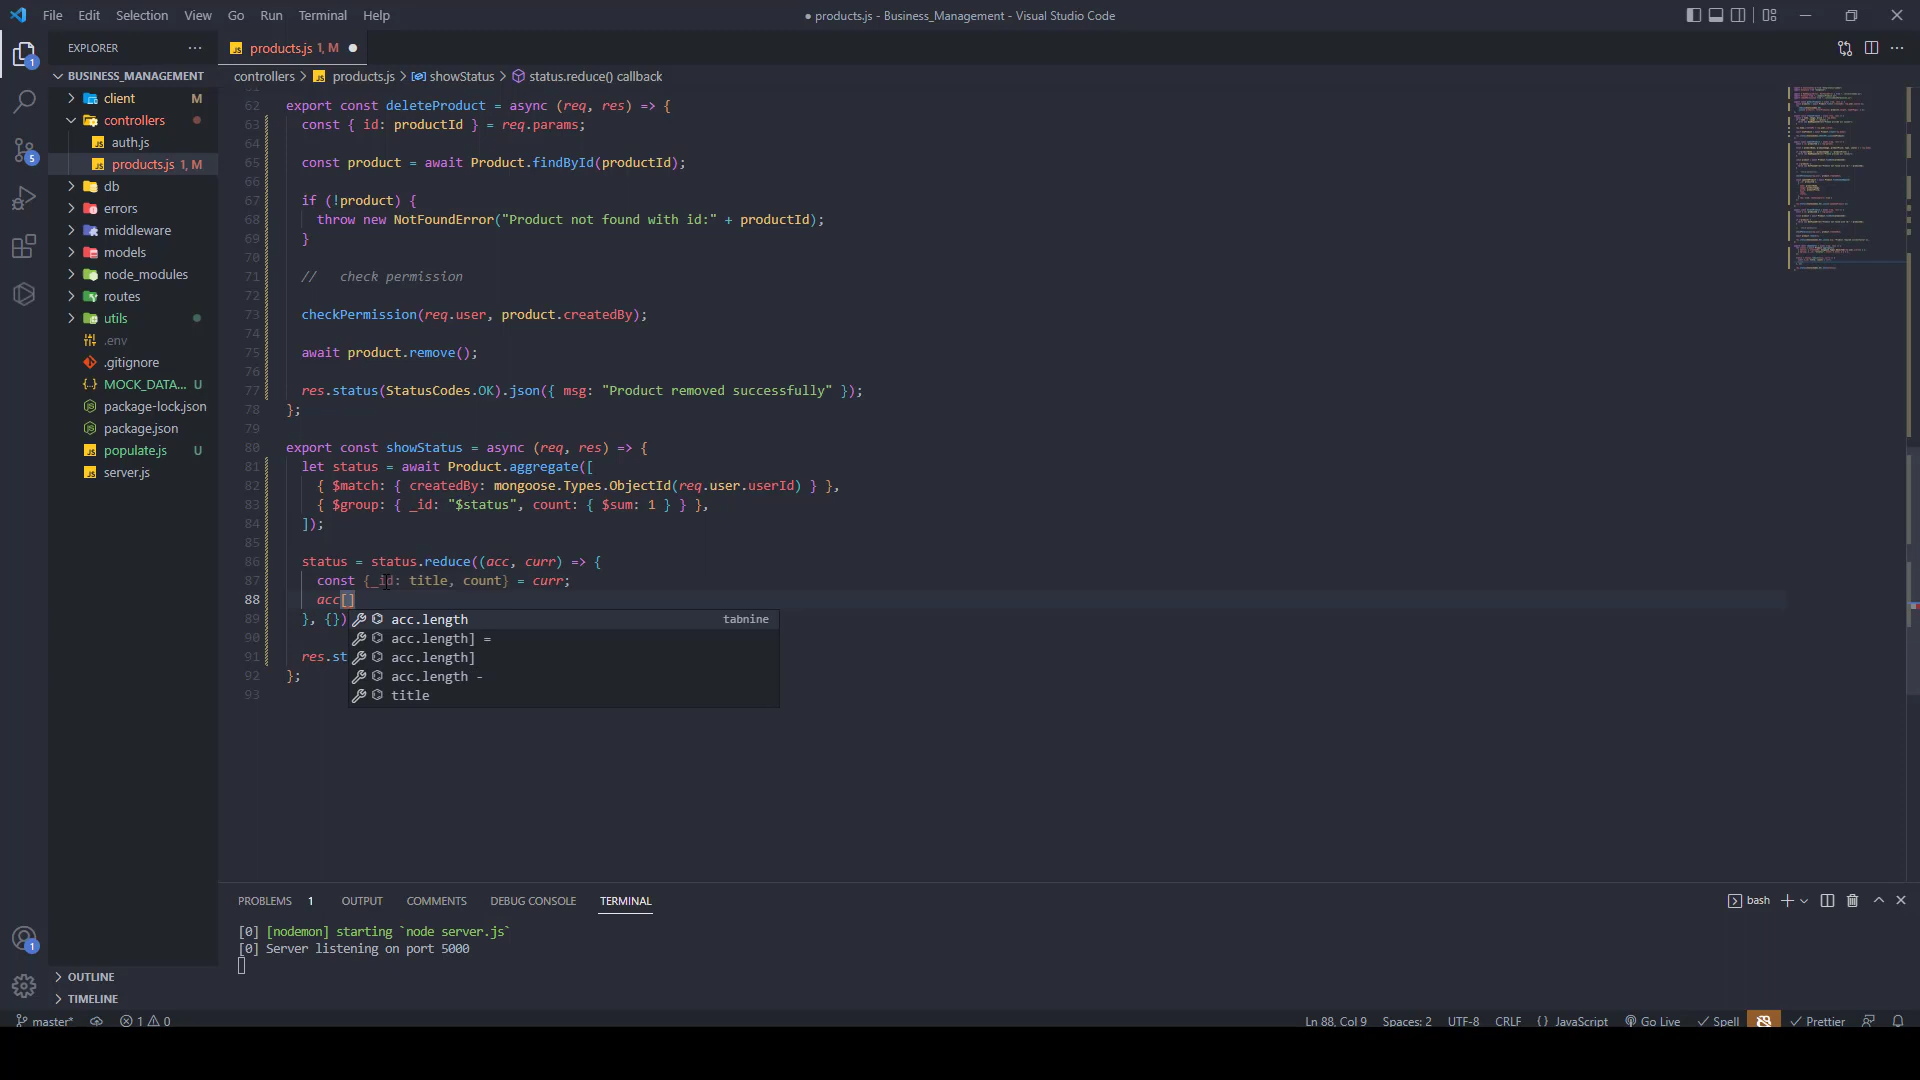 File Edit Selection View Go Run Terminal Help
● products.js - Business_Management - Visual Studio Code
EXPLORER ···
products.js 1, M ●
BUSINESS_MANAGEMENT
controllers > products.js > showStatus > status.reduce() callback
client M
controllers
auth.js
products.js 1, M
db
errors
middleware
models
node_modules
routes
utils
.env
.gitignore
MOCK_DATA... U
package-lock.json
package.json
populate.js U
server.js
62 export const deleteProduct = async (req, res) => {
63 const { id: productId } = req.params;
64
65 const product = await Product.findById(productId);
66
67 if (!product) {
68 throw new NotFoundError("Product not found with id:" + productId);
69 }
70
71 // check permission
72
73 checkPermission(req.user, product.createdBy);
74
75 await product.remove();
76
77 res.status(StatusCodes.OK).json({ msg: "Product removed successfully" });
78 };
79
80 export const showStatus = async (req, res) => {
81 let status = await Product.aggregate([
82 { $match: { createdBy: mongoose.Types.ObjectId(req.user.userId) } },
83 { $group: { _id: "$status", count: { $sum: 1 } } },
84 ]);
85
86 status = status.reduce((acc, curr) => {
87 const {_id: title, count} = curr;
88 acc[]
89 }, {})
90
91 res.st
92 };
93
acc.length tabnine
acc.length] =
acc.length]
acc.length -
title
PROBLEMS 1 OUTPUT COMMENTS DEBUG CONSOLE TERMINAL
bash
[0] [nodemon] starting `node server.js`
[0] Server listening on port 5000
OUTLINE
TIMELINE
1
5
1
master* 1 0
Ln 88, Col 9 Spaces: 2 UTF-8 CRLF {} JavaScript Go Live Spell Prettier